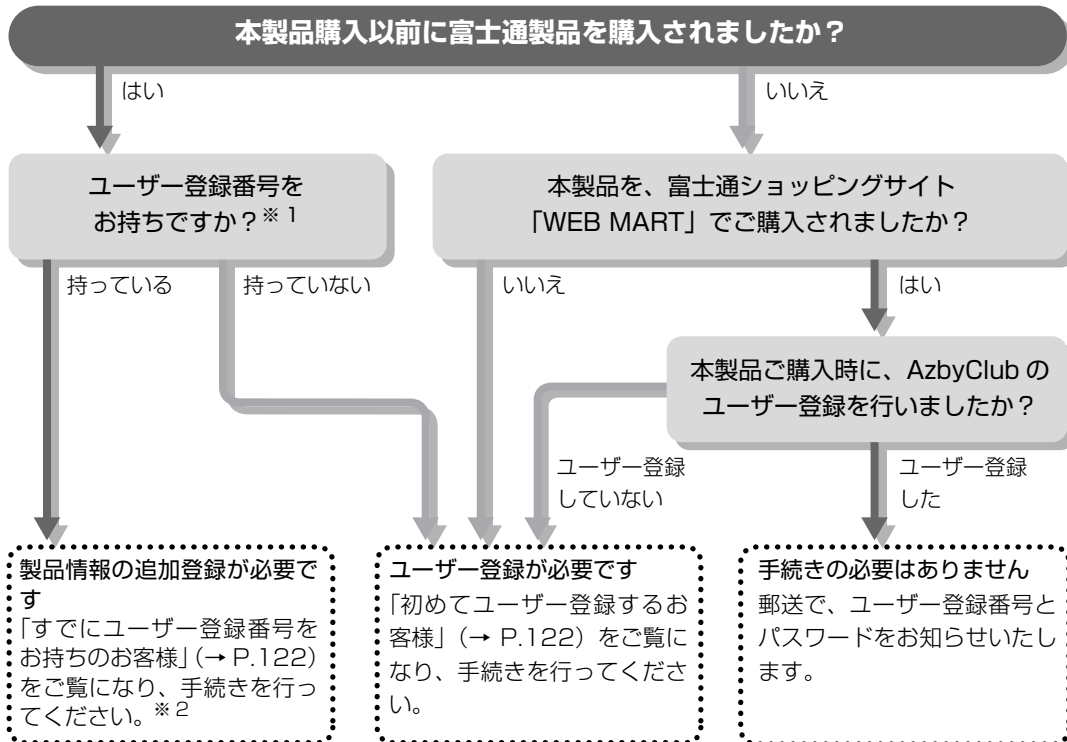 本製品購入以前に富士通製品を購入されましたか？
はい
いいえ
ユーザー登録番号を
お持ちですか？※1
本製品を、富士通ショッピングサイト
「WEB MART」でご購入されましたか？
持っている
持っていない
いいえ
はい
本製品ご購入時に、AzbyClub の
ユーザー登録を行いましたか？
ユーザー登録
していない
ユーザー登録
した
製品情報の追加登録が必要で
す
「すでにユーザー登録番号を
お持ちのお客様」（→ P.122）
をご覧になり、手続きを行っ
てください。※2
ユーザー登録が必要です
「初めてユーザー登録するお
客様」（→ P.122）をご覧に
なり、手続きを行ってくださ
い。
手続きの必要はありません
郵送で、ユーザー登録番号と
パスワードをお知らせいたし
ます。